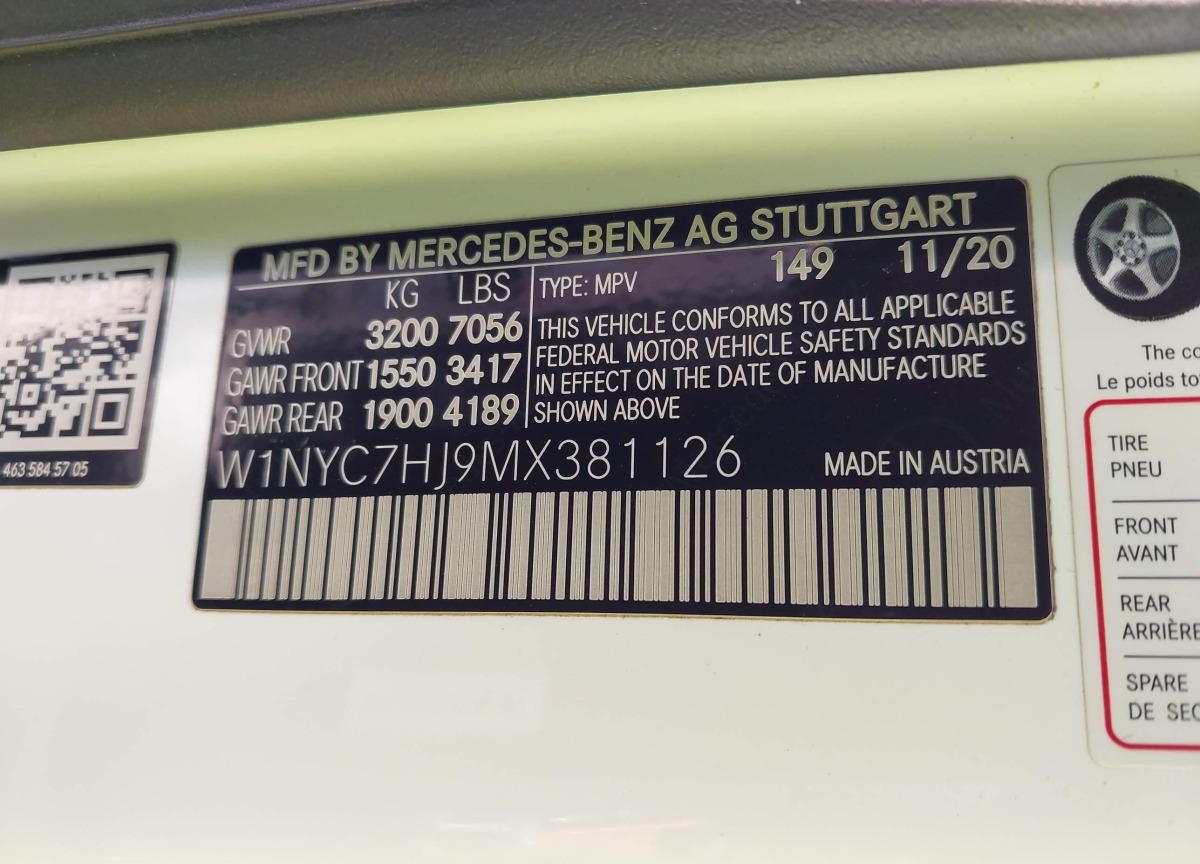 MFD BY MERCEDES-BENZ AG STUTTGART
KG LBS
GVWR 3200 7056
GAWR FRONT 1550 3417
GAWR REAR 1900 4189
TYPE: MPV 149 11/20
THIS VEHICLE CONFORMS TO ALL APPLICABLE
FEDERAL MOTOR VEHICLE SAFETY STANDARDS
IN EFFECT ON THE DATE OF MANUFACTURE
SHOWN ABOVE
W1NYC7HJ9MX381126 MADE IN AUSTRIA
463 584 57 05
The
Le poids
TIRE
PNEU
FRONT
AVANT
REAR
ARRIÈRE
SPARE
DE